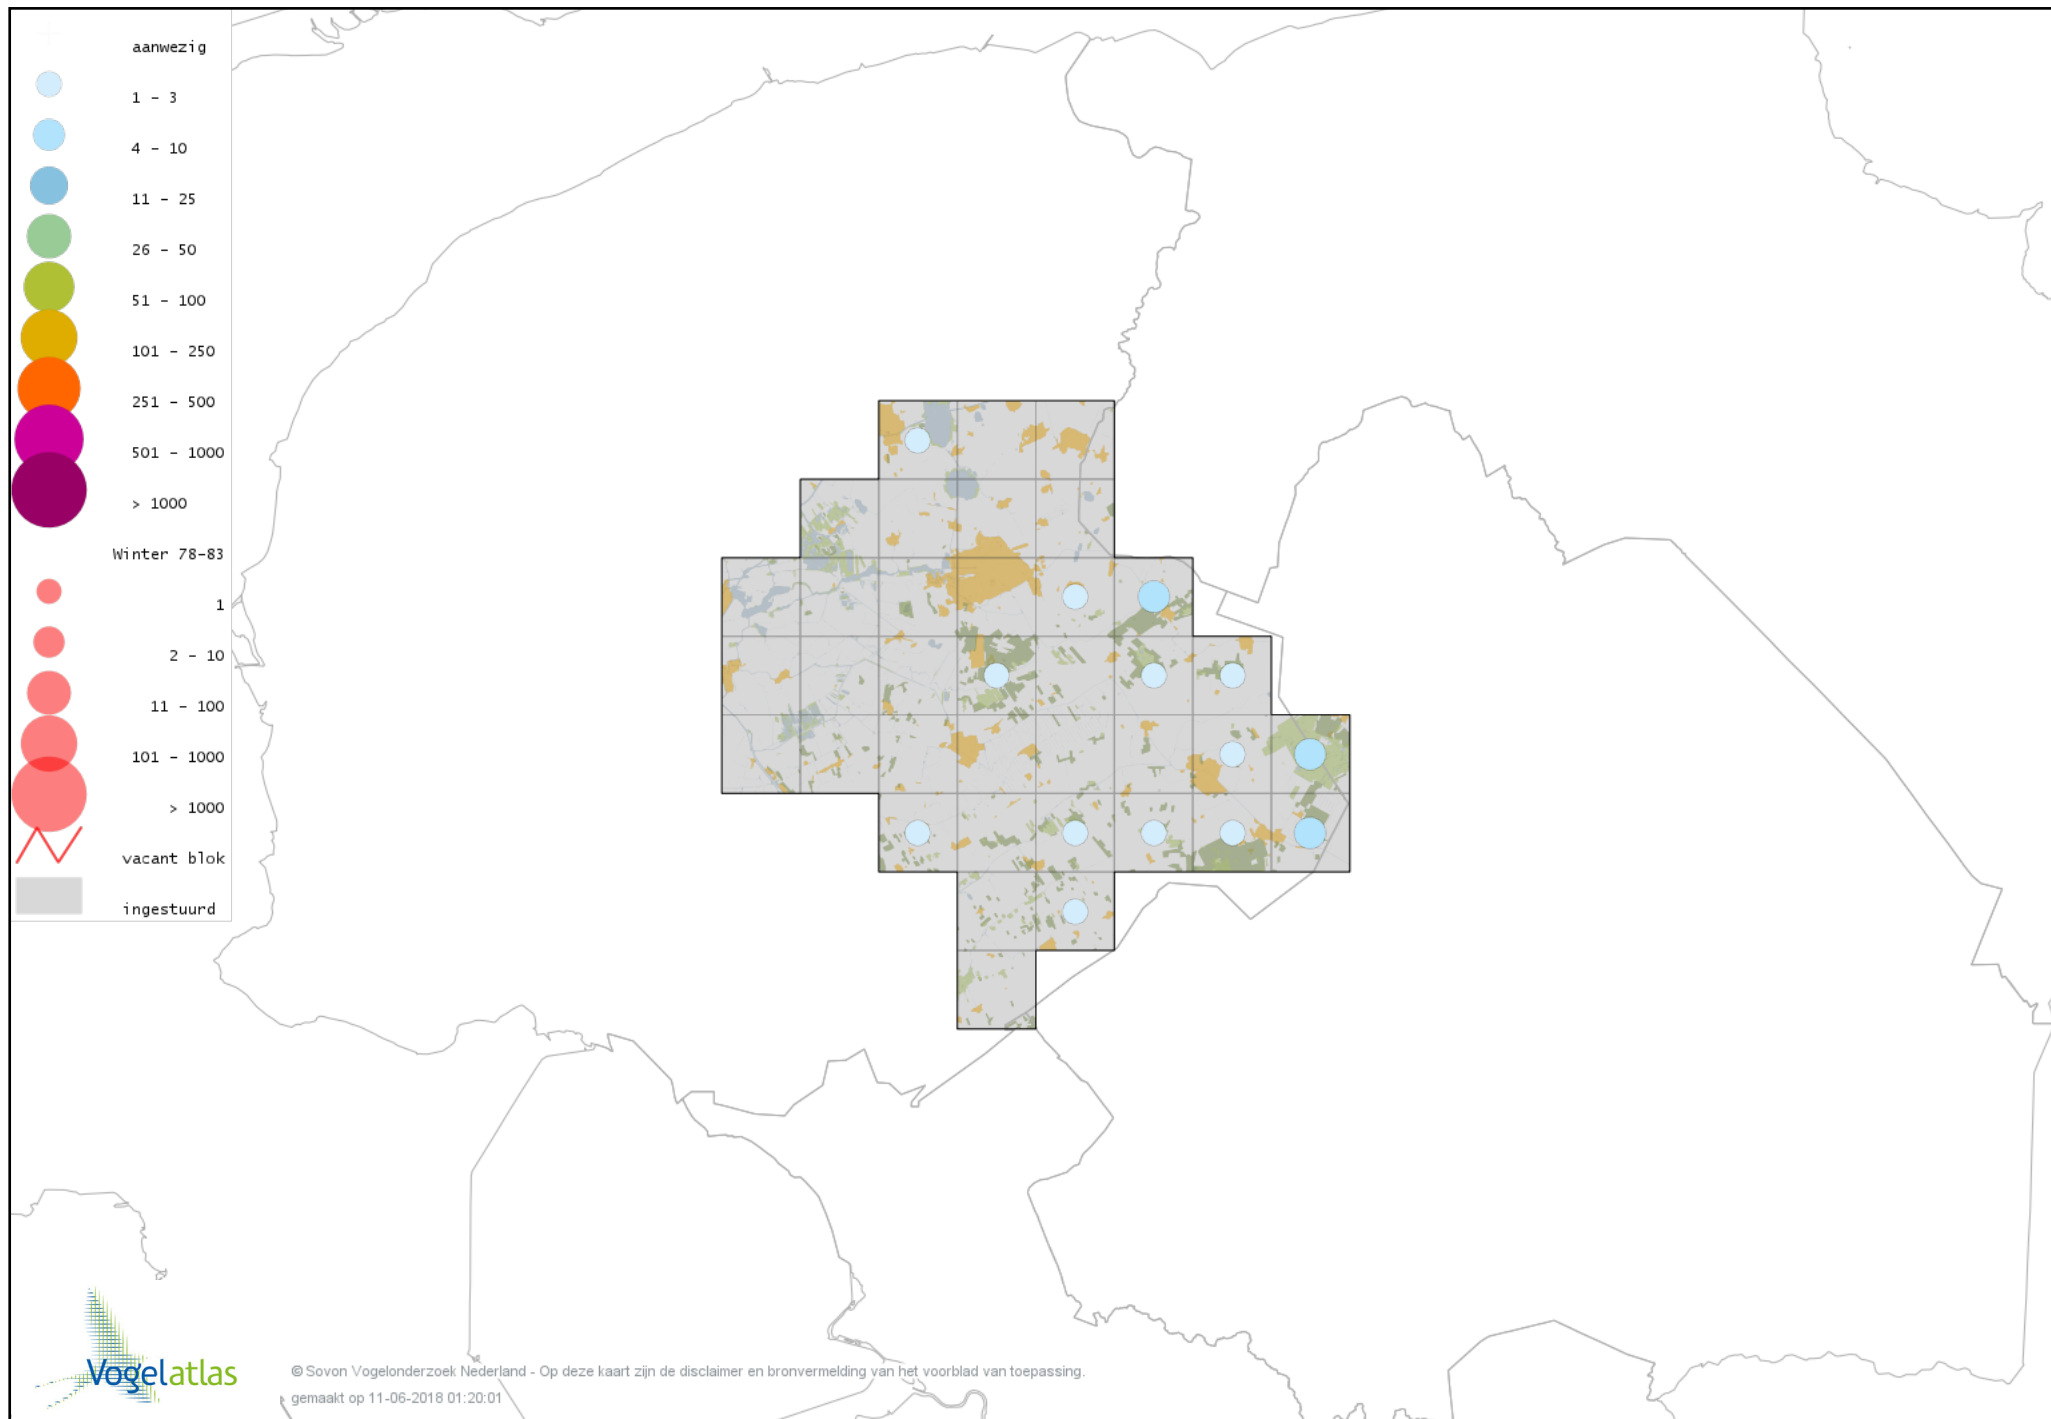 aanwezig
1 - 3
4 - 10
11 - 25
26 - 50
51 - 100
101 - 250
251 - 500
501 - 1000
> 1000
Winter 78-83
1
2 - 10
11 - 100
101 - 1000
> 1000
vacant blok
ingestuurd
Vogelatlas
© Sovon Vogelonderzoek Nederland - Op deze kaart zijn de disclaimer en bronvermelding van het voorblad van toepassing.
gemaakt op 11-06-2018 01:20:01